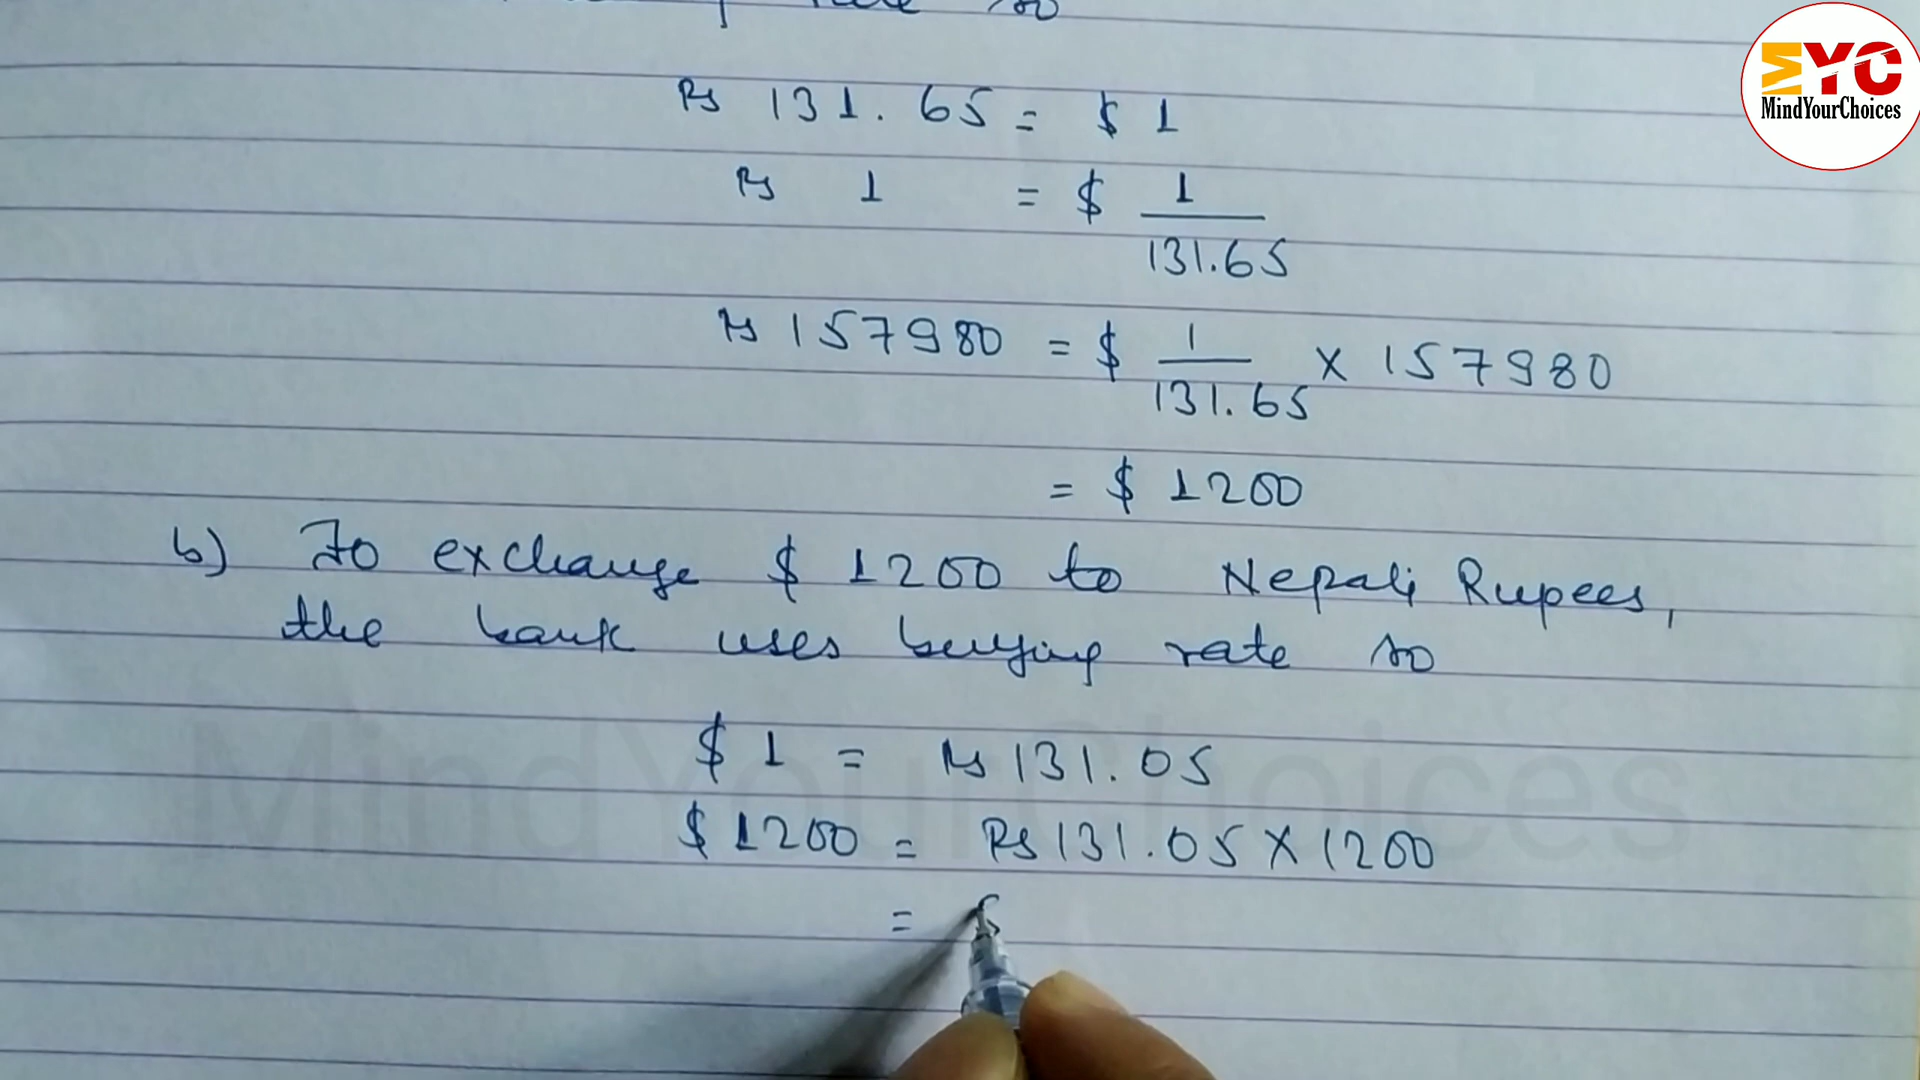 rate so
MYC
MindYourChoices
Rs 131.65 = $ 1
Rs 1 = $ 1/131.65
Rs 157980 = $ 1/131.65 × 157980
= $ 1200
b) To exchange $ 1200 to Nepali Rupees,
the bank uses buying rate so
$ 1 = Rs 131.05
$ 1200 = Rs 131.05 × 1200
=
MindYourChoices